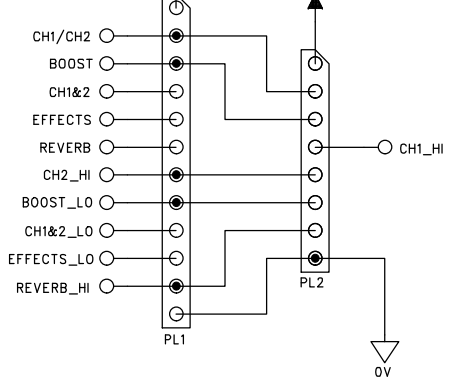 CH1/CH2
BOOST
CH1&2
EFFECTS
REVERB
CH1_HI
CH2_HI
BOOST_LO
CH1&2_LO
EFFECTS_LO
REVERB_HI
PL2
PL1
0V